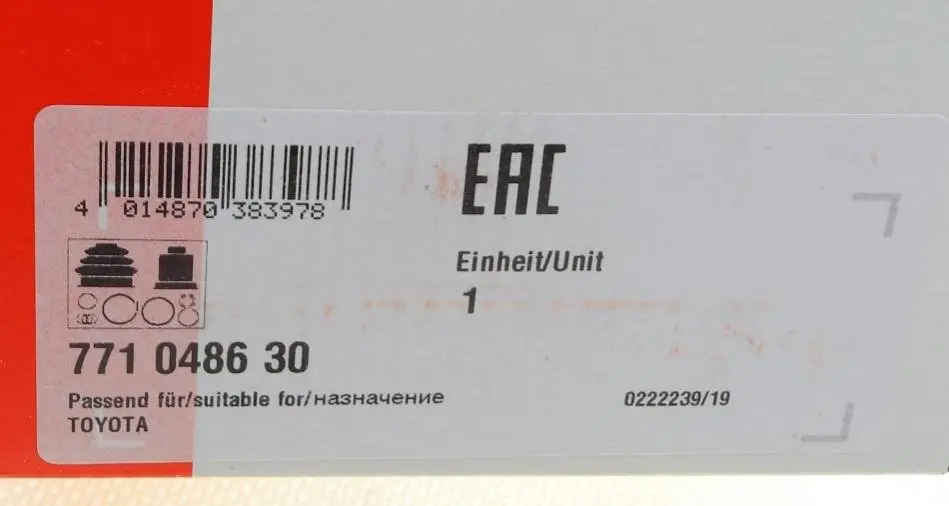 EAC
4 014870 383978
Einheit/Unit
1
771 0486 30
Passend für/suitable for/назначение
TOYOTA
0222239/19